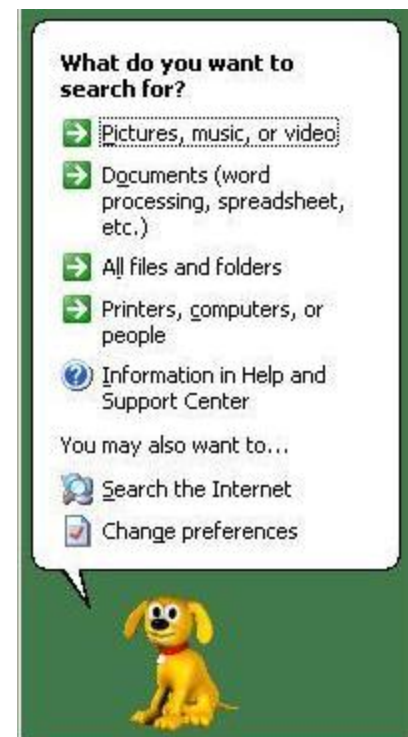 What do you want to
search for?
Pictures, music, or video
Documents (word
processing, spreadsheet,
etc.)
All files and folders
Printers, computers, or
people
Information in Help and
Support Center
You may also want to...
Search the Internet
Change preferences